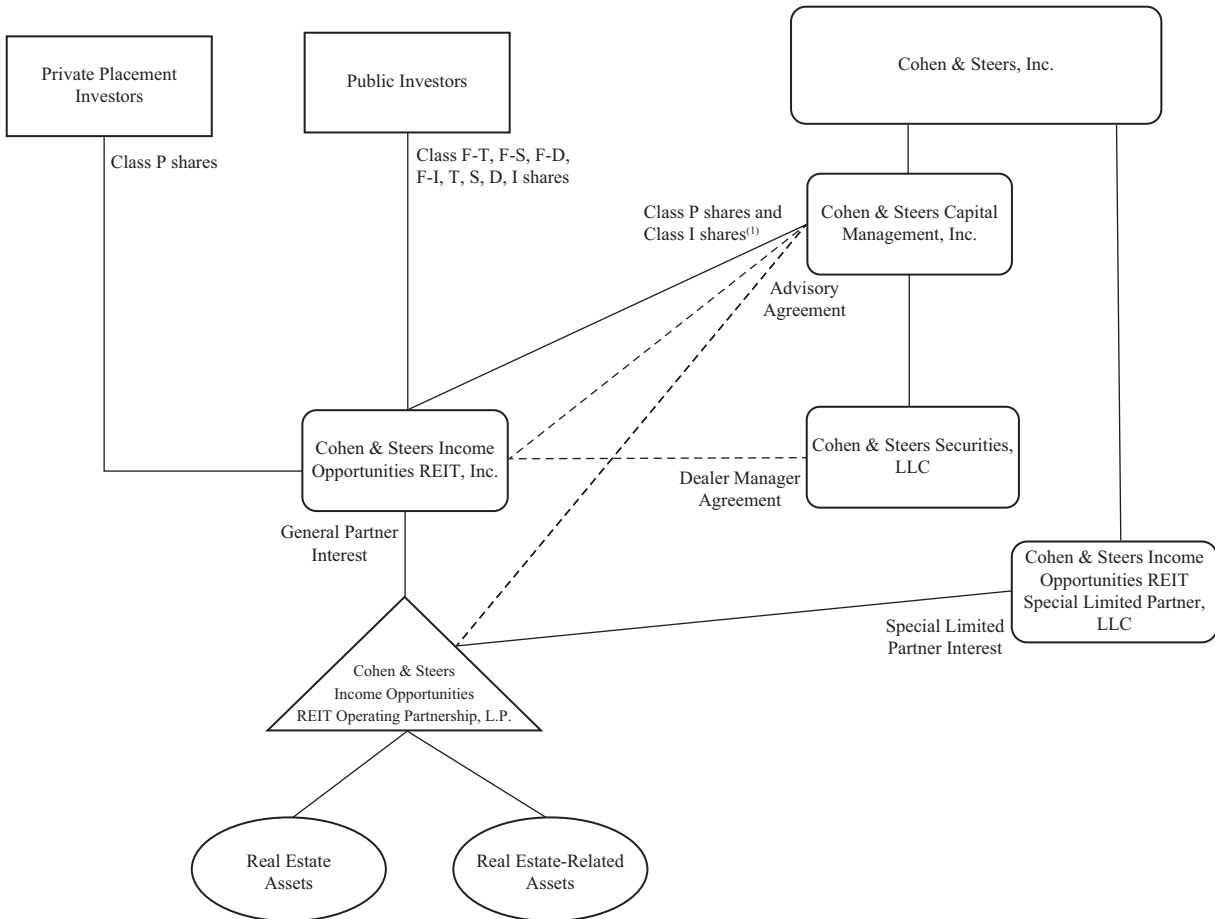 Private Placement
Investors
Public Investors
Cohen & Steers, Inc.
Class P shares
Class F-T, F-S, F-D,
F-I, T, S, D, I shares
Class P shares and
Class I shares(1)
Cohen & Steers Capital
Management, Inc.
Advisory
Agreement
Cohen & Steers Income
Opportunities REIT, Inc.
Cohen & Steers Securities,
LLC
Dealer Manager
Agreement
General Partner
Interest
Cohen & Steers Income
Opportunities REIT
Special Limited Partner,
LLC
Special Limited
Partner Interest
Cohen & Steers
Income Opportunities
REIT Operating Partnership, L.P.
Real Estate
Assets
Real Estate-Related
Assets